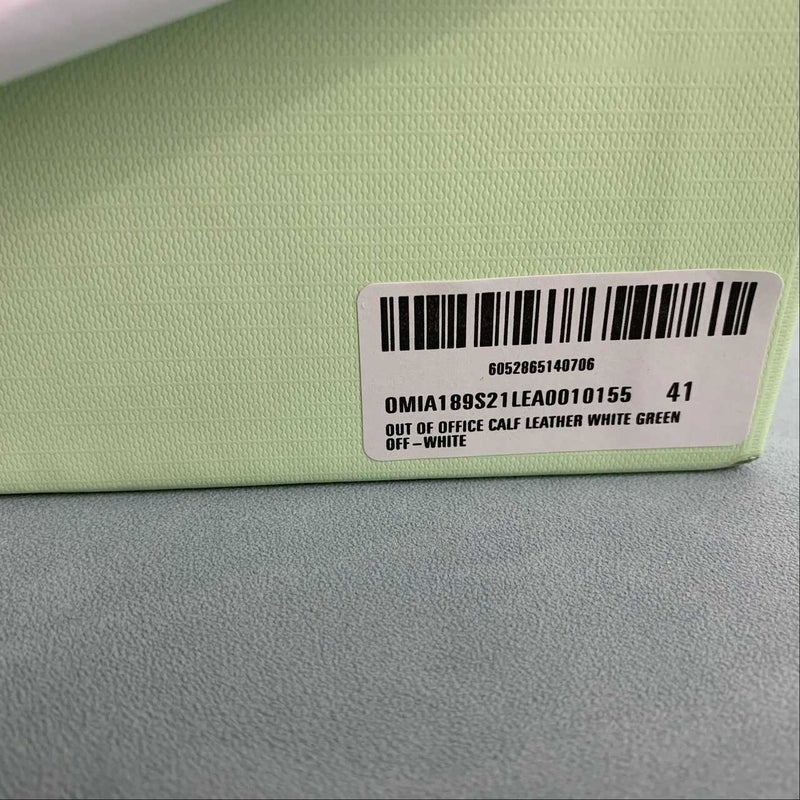 6052865140706
OMIA189S21LEA0010155 41
OUT OF OFFICE CALF LEATHER WHITE GREEN
OFF-WHITE